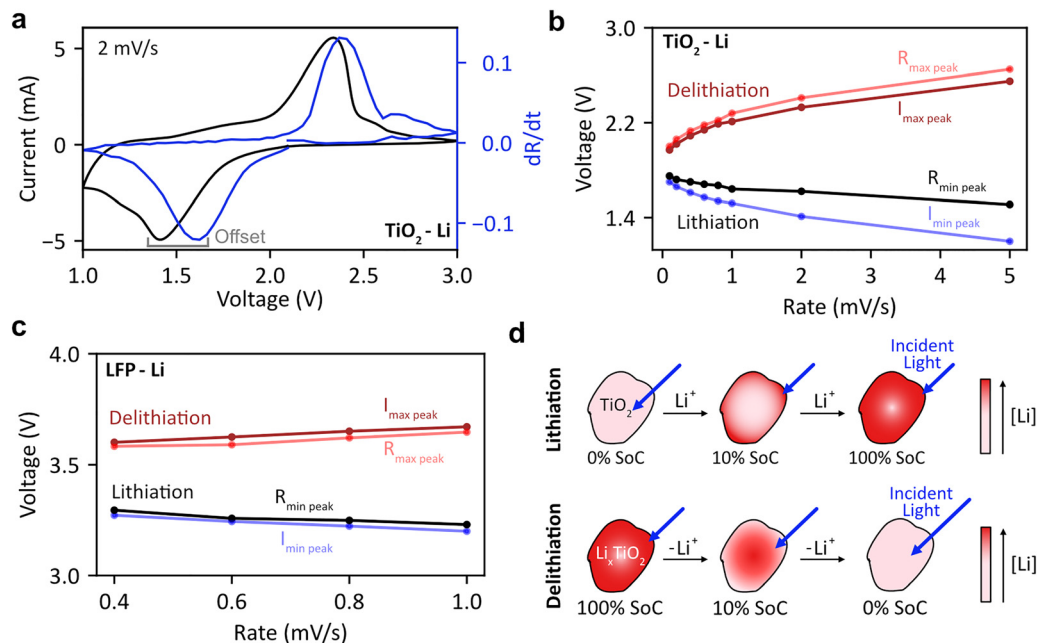 a
2 mV/s
Current (mA)
5
0
−5
0.1
0.0
−0.1
dR/dt
Offset
TiO2 - Li
1.0 1.5 2.0 2.5 3.0
Voltage (V)
b
TiO2 - Li
Voltage (V)
3.0
2.2
1.4
Delithiation
Rmax peak
Imax peak
Rmin peak
Lithiation
Imin peak
0 1 2 3 4 5
Rate (mV/s)
c
LFP - Li
Voltage (V)
4.0
3.5
3.0
Delithiation
Imax peak
Rmax peak
Lithiation
Rmin peak
Imin peak
0.4 0.6 0.8 1.0
Rate (mV/s)
d
Lithiation
Incident
Light
TiO2
Li+
Li+
[Li]
0% SoC 10% SoC 100% SoC
Delithiation
Incident
Light
LixTiO2
-Li+
-Li+
[Li]
100% SoC 10% SoC 0% SoC